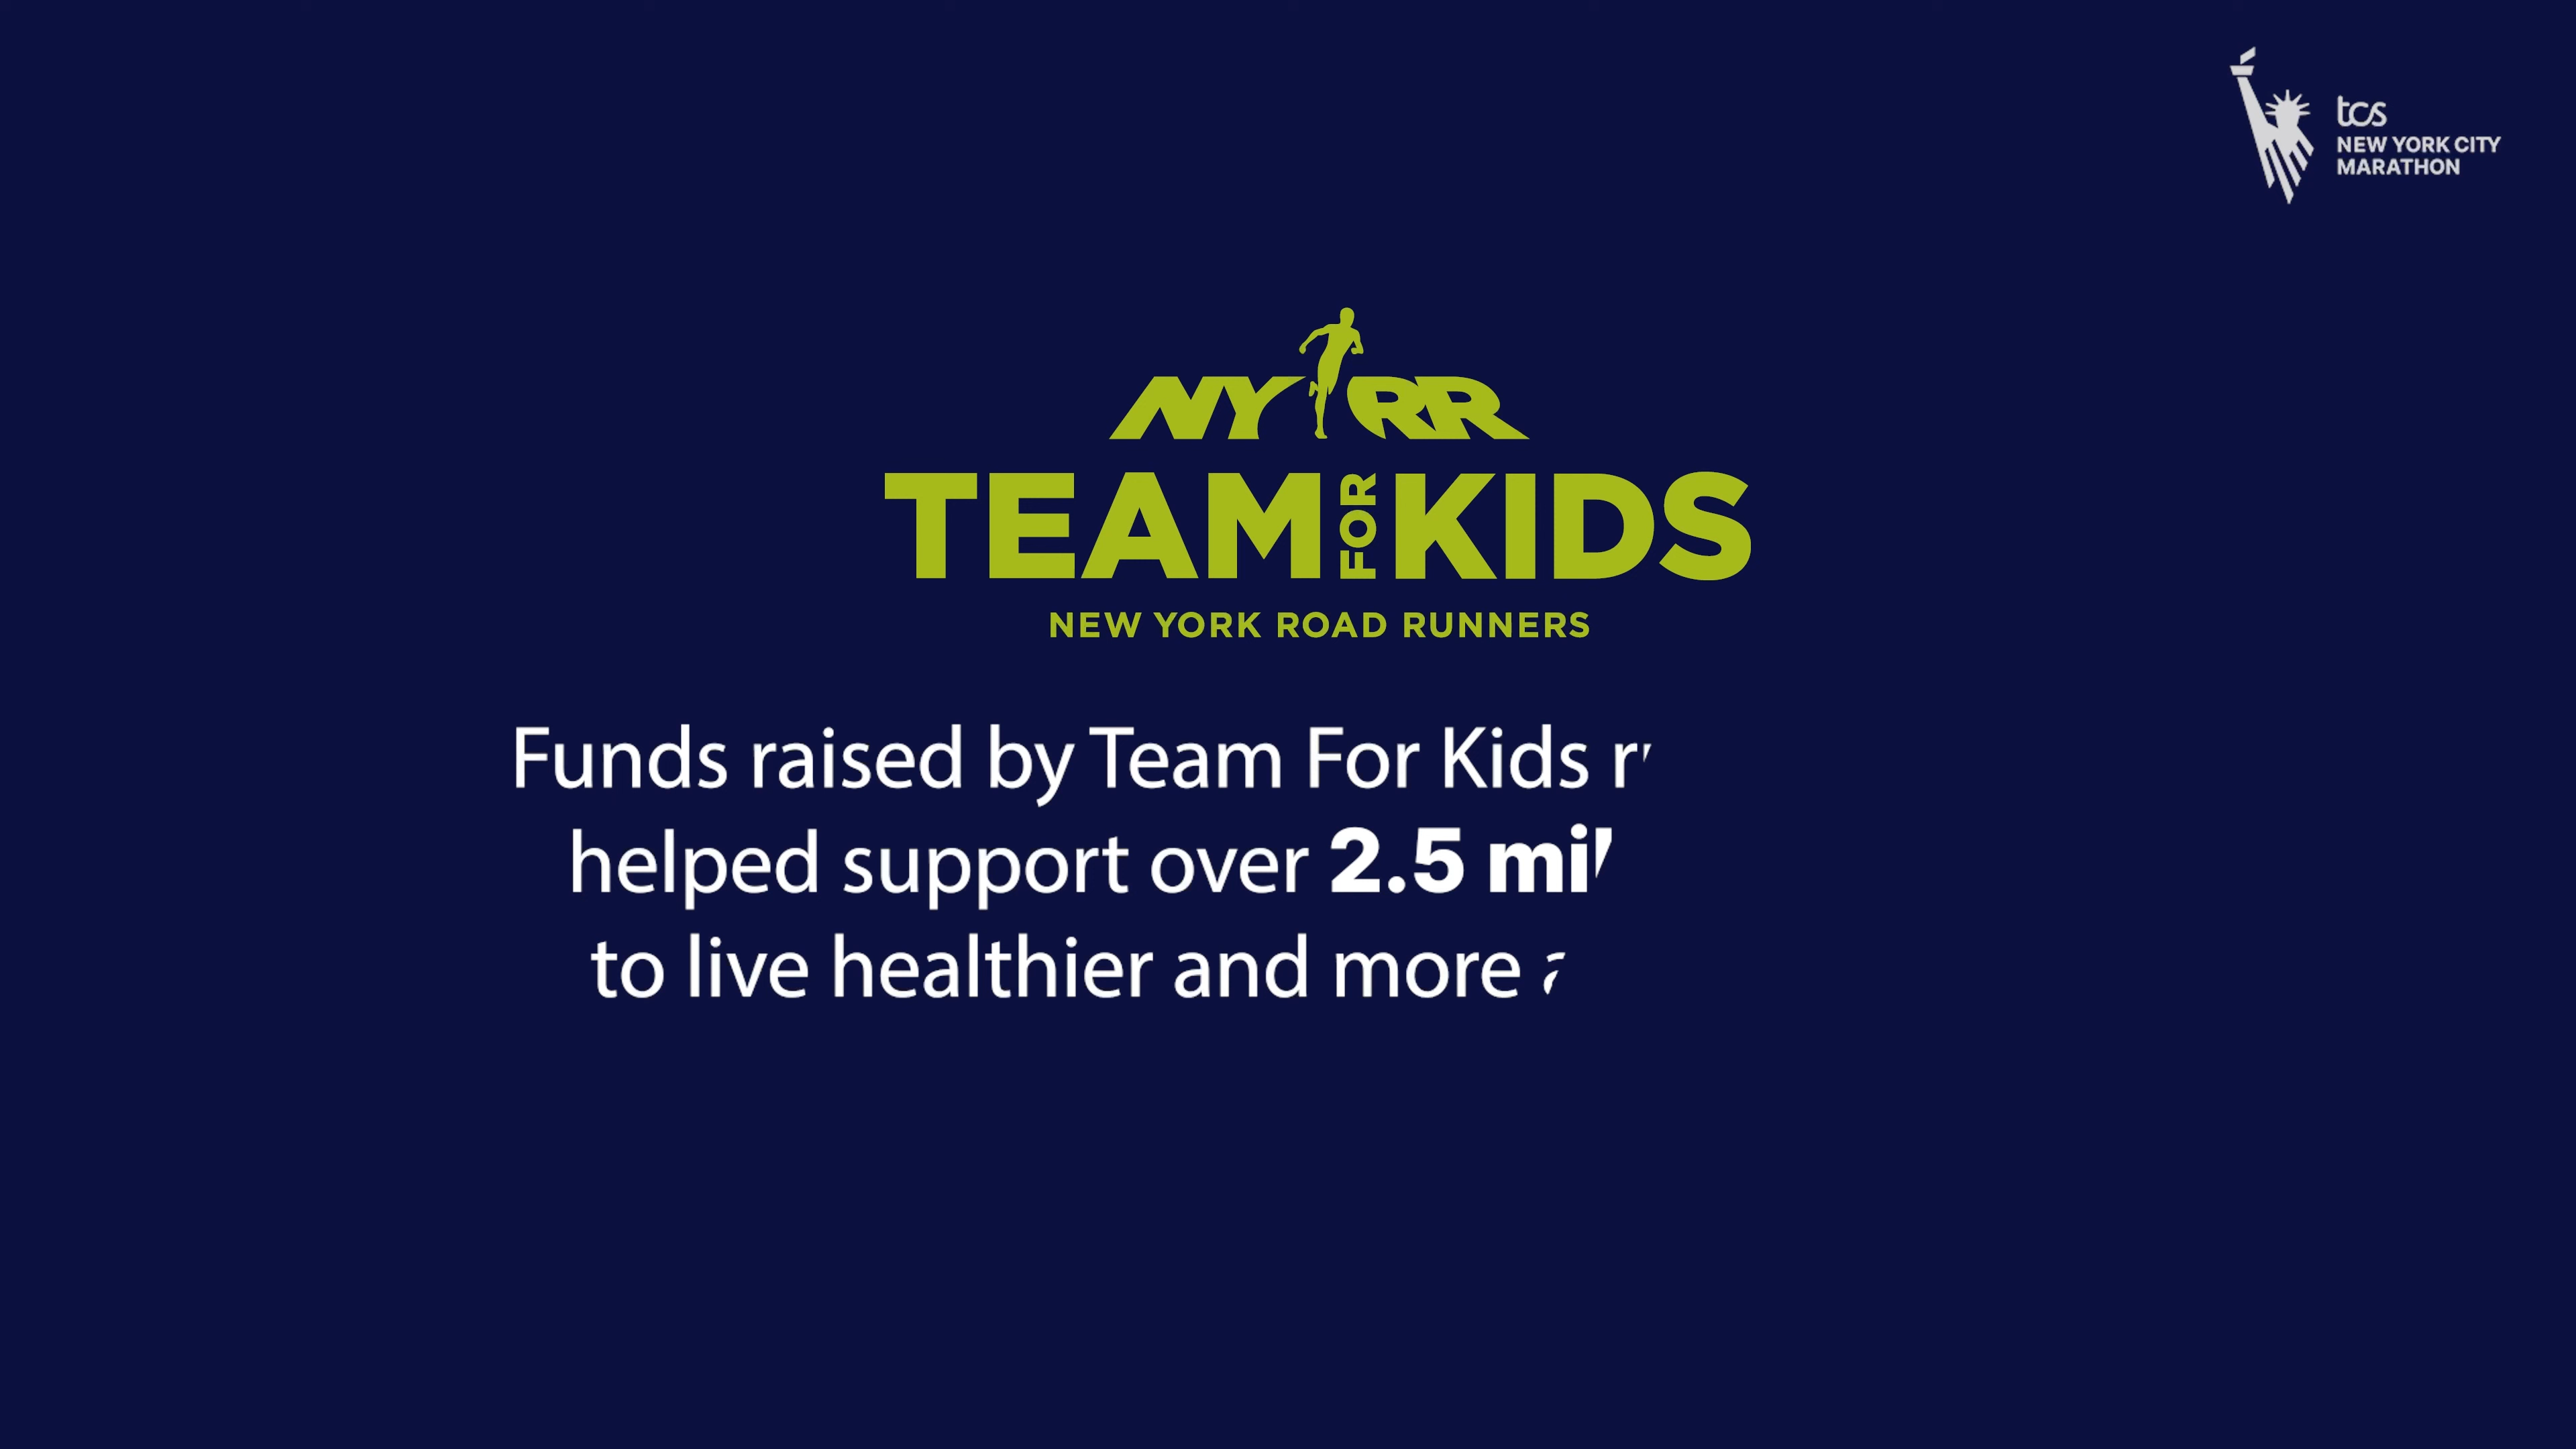 tcs
NEW YORK CITY
MARATHON
NYRR
TEAM FOR KIDS
NEW YORK ROAD RUNNERS
Funds raised by Team For Kids
helped support over 2.5
to live healthier and more